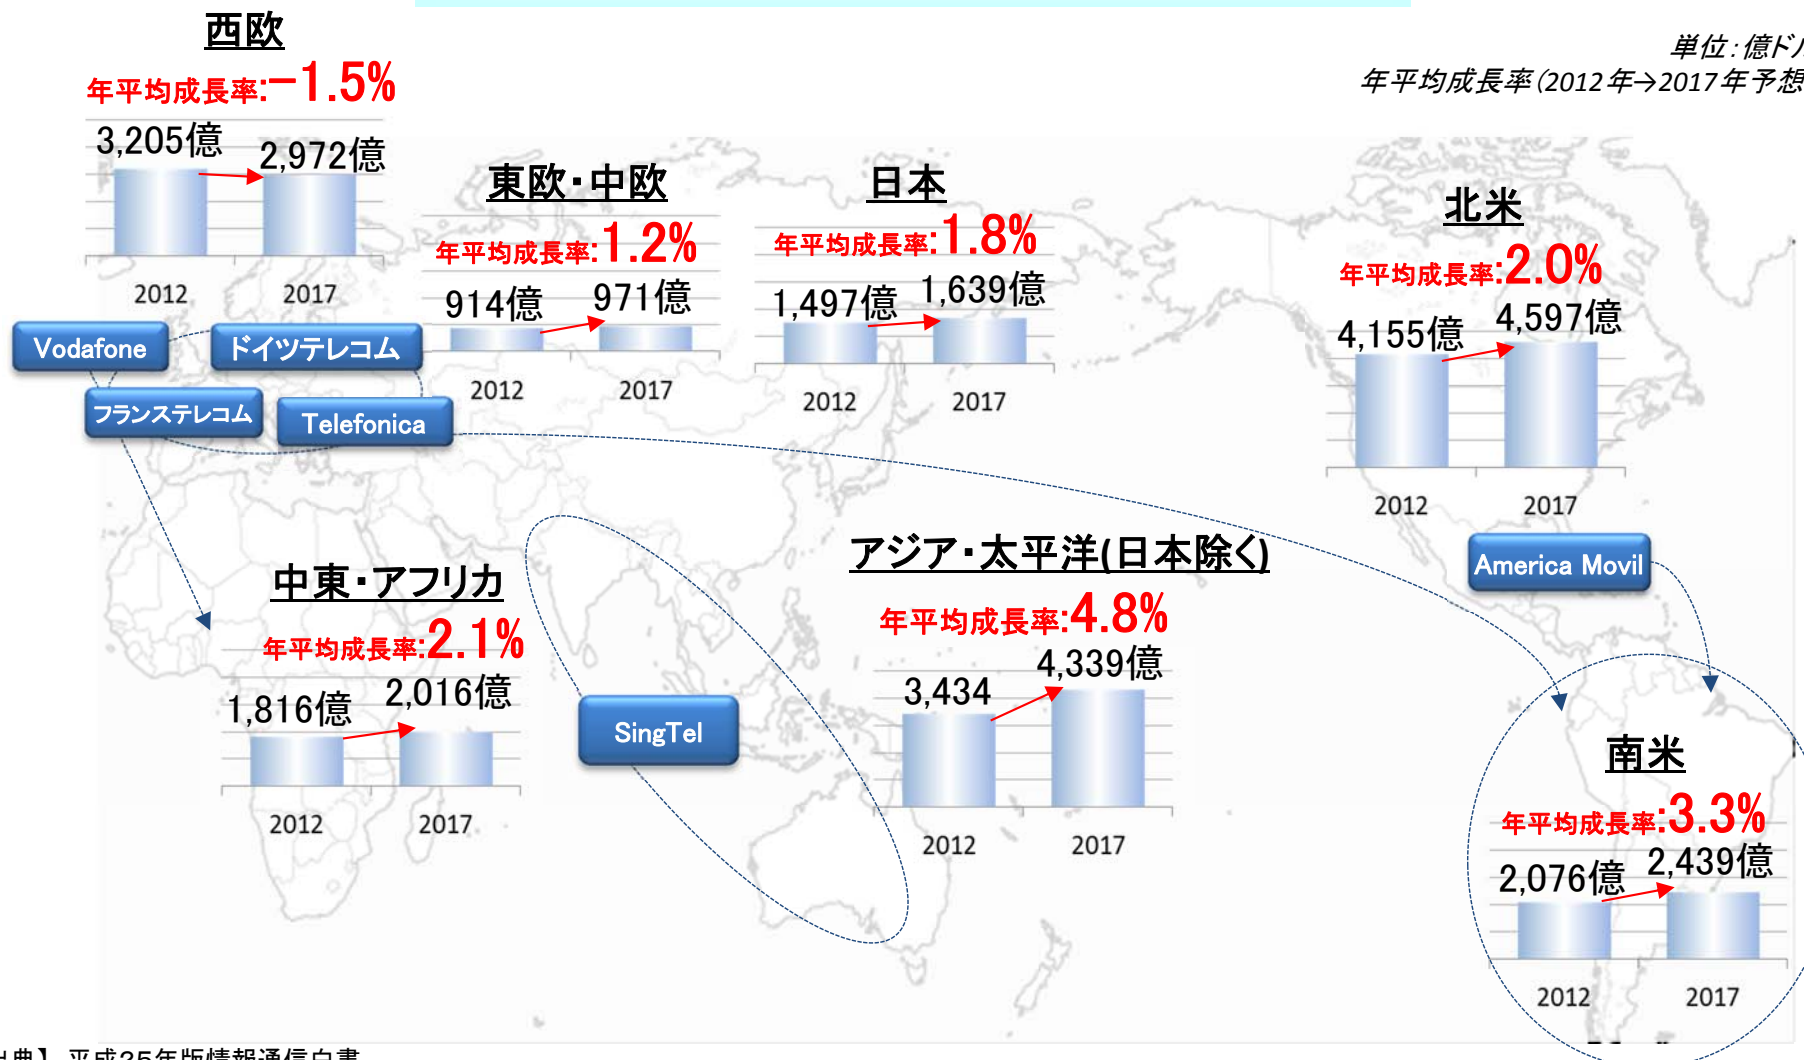 西欧
年平均成長率:−1.5%
3,205億
2,972億
2012
2017
単位:億ド
年平均成長率(2012年→2017年予想
東欧・中欧
年平均成長率:1.2%
914億
971億
2012
2017
日本
年平均成長率:1.8%
1,497億
1,639億
2012
2017
北米
年平均成長率:2.0%
4,155億
4,597億
2012
2017
Vodafone
ドイツテレコム
フランステレコム
Telefonica
中東・アフリカ
年平均成長率:2.1%
1,816億
2,016億
2012
2017
SingTel
アジア・太平洋(日本除く)
年平均成長率:4.8%
3,434
4,339億
2012
2017
America Movil
南米
年平均成長率:3.3%
2,076億
2,439億
2012
2017
典】 平成25年版情報通信白書